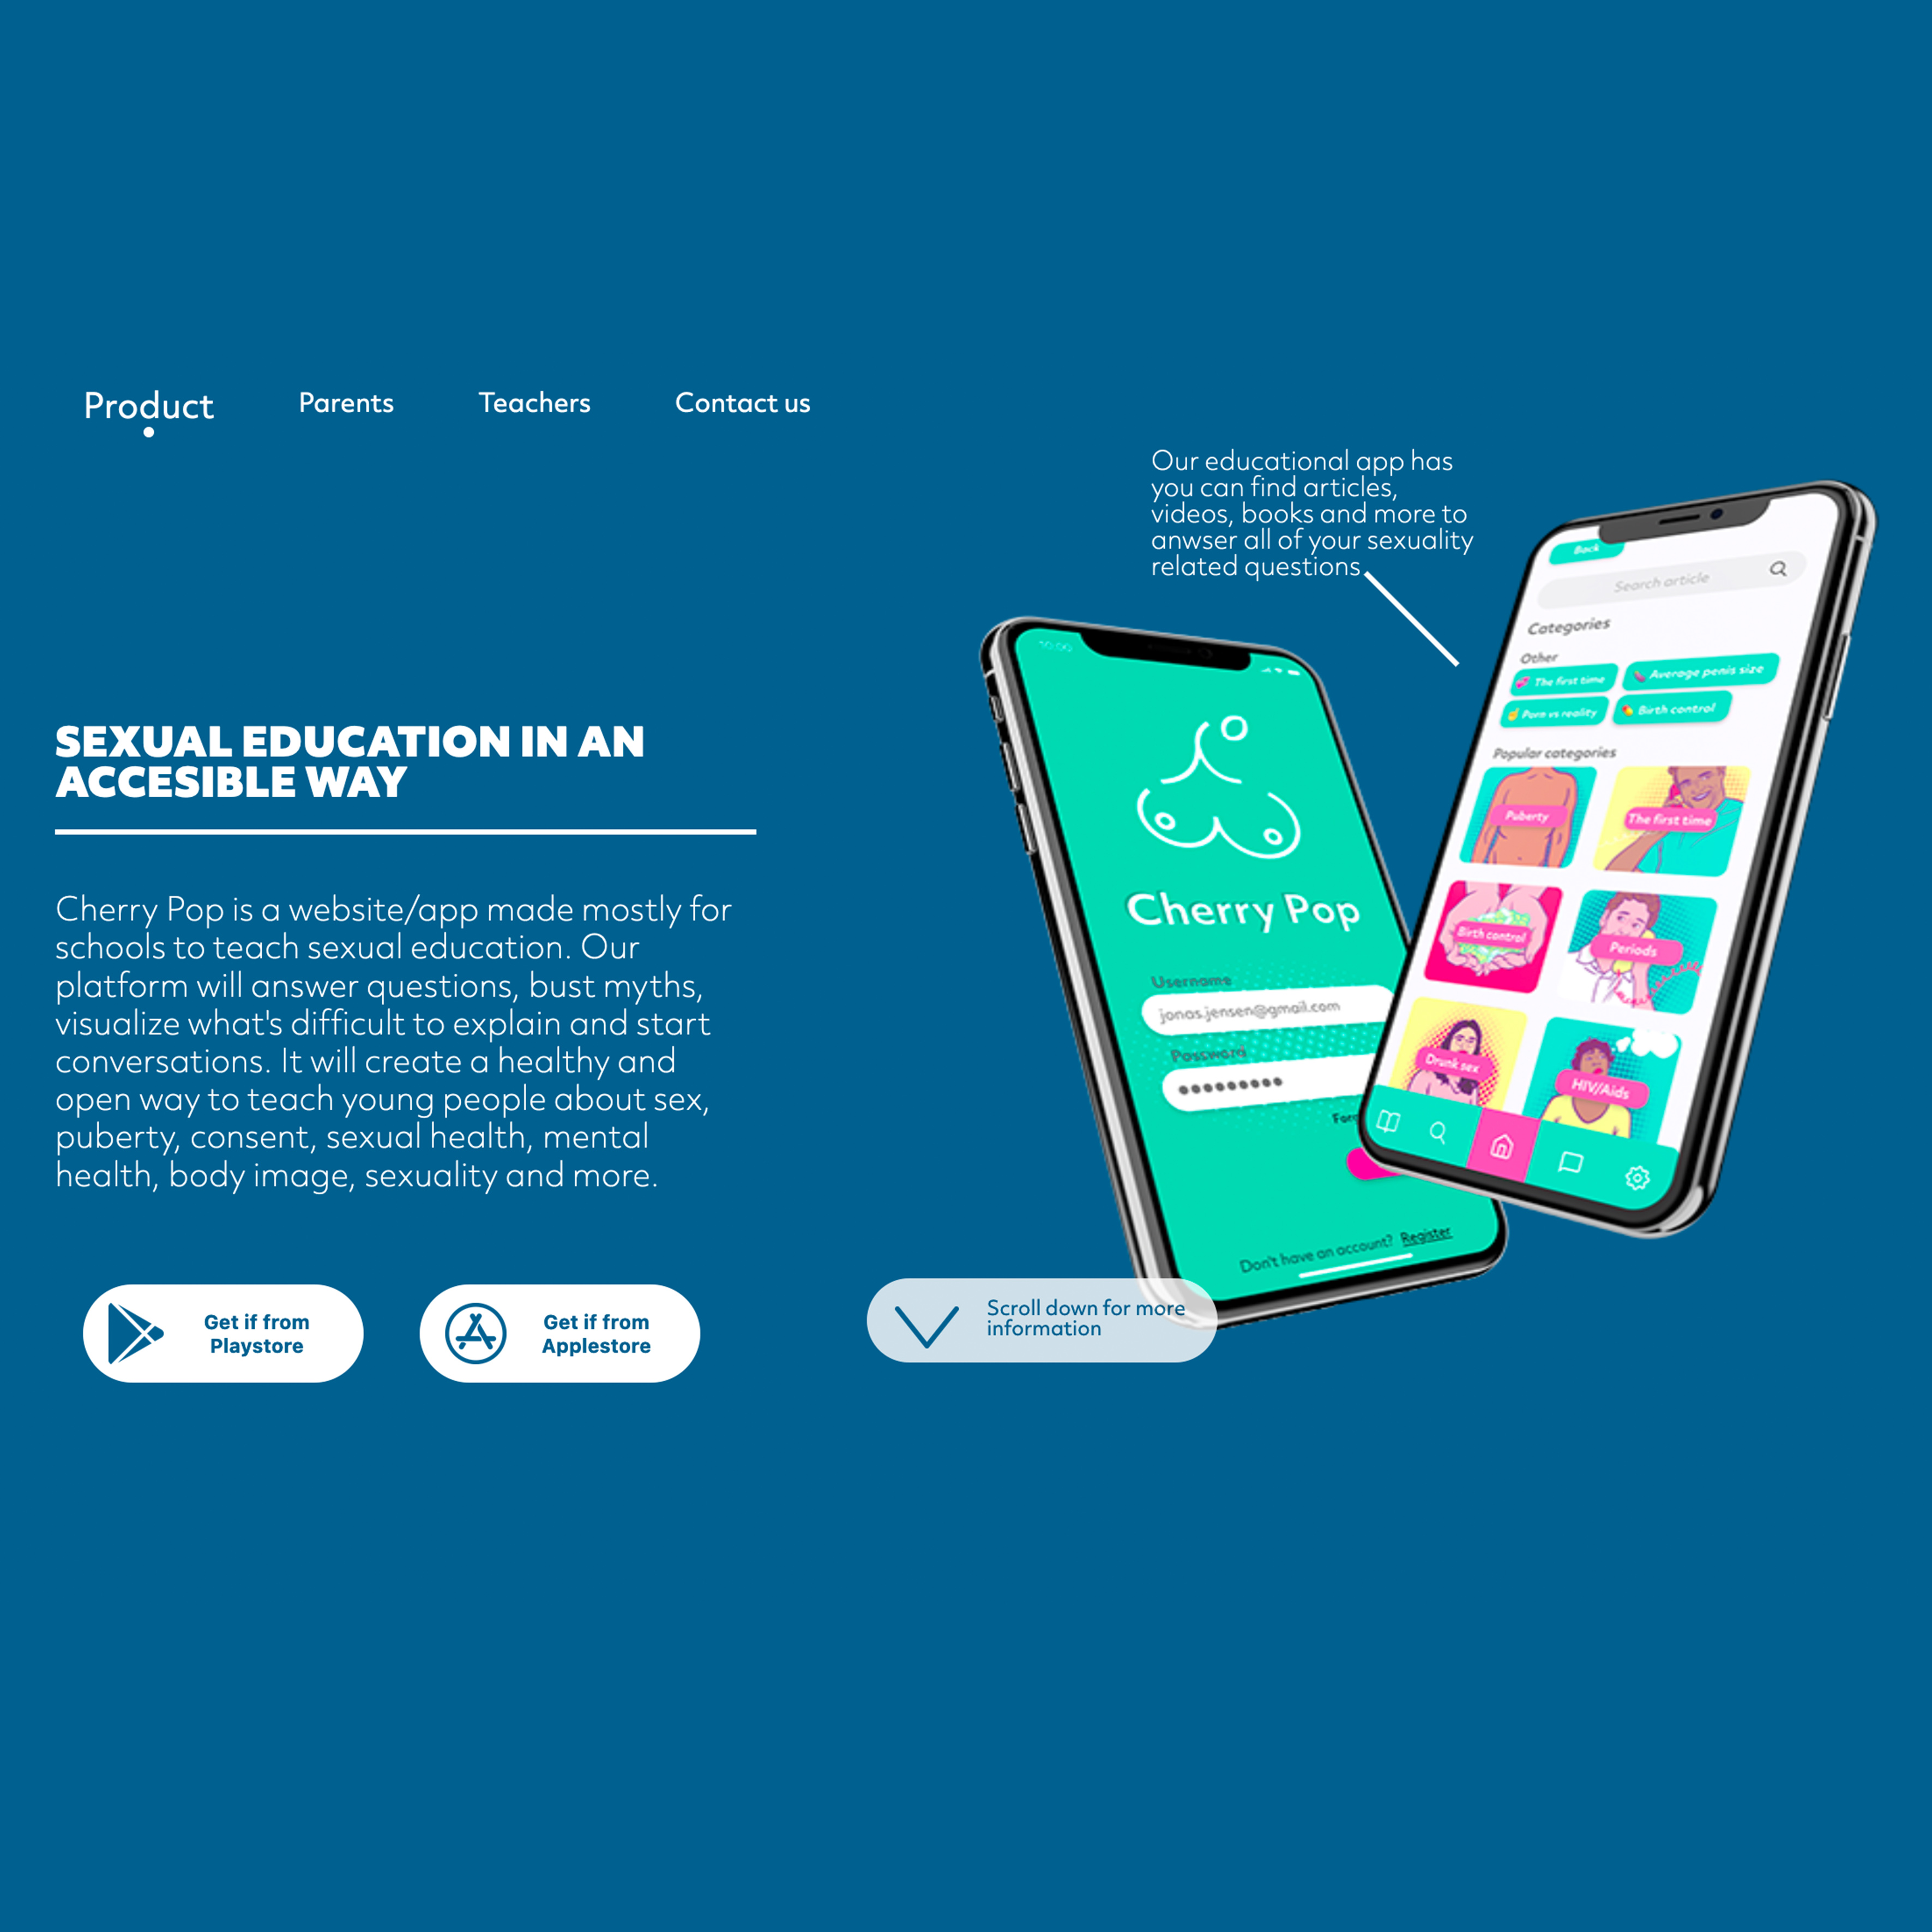 Product
Parents
Teachers
Contact us
Our educational app has
you can find articles,
videos, books and more to
anwser all of your sexuality
related questions
SEXUAL EDUCATION IN AN
ACCESIBLE WAY
Cherry Pop is a website/app made mostly for
schools to teach sexual education. Our
platform will answer questions, bust myths,
visualize what's difficult to explain and start
conversations. It will create a healthy and
open way to teach young people about sex,
puberty, consent, sexual health, mental
health, body image, sexuality and more.
Get if from
Playstore
Get if from
Applestore
Scroll down for more
information
10:00
Cherry Pop
Username
jonas.jensen@gmail.com
Password
Don't have an account? Register
Back
Search article
Categories
Other
The first time
Average penis size
Porn vs reality
Birth control
Popular categories
Puberty
The first time
Birth control
Periods
Drunk sex
HIV/Aids